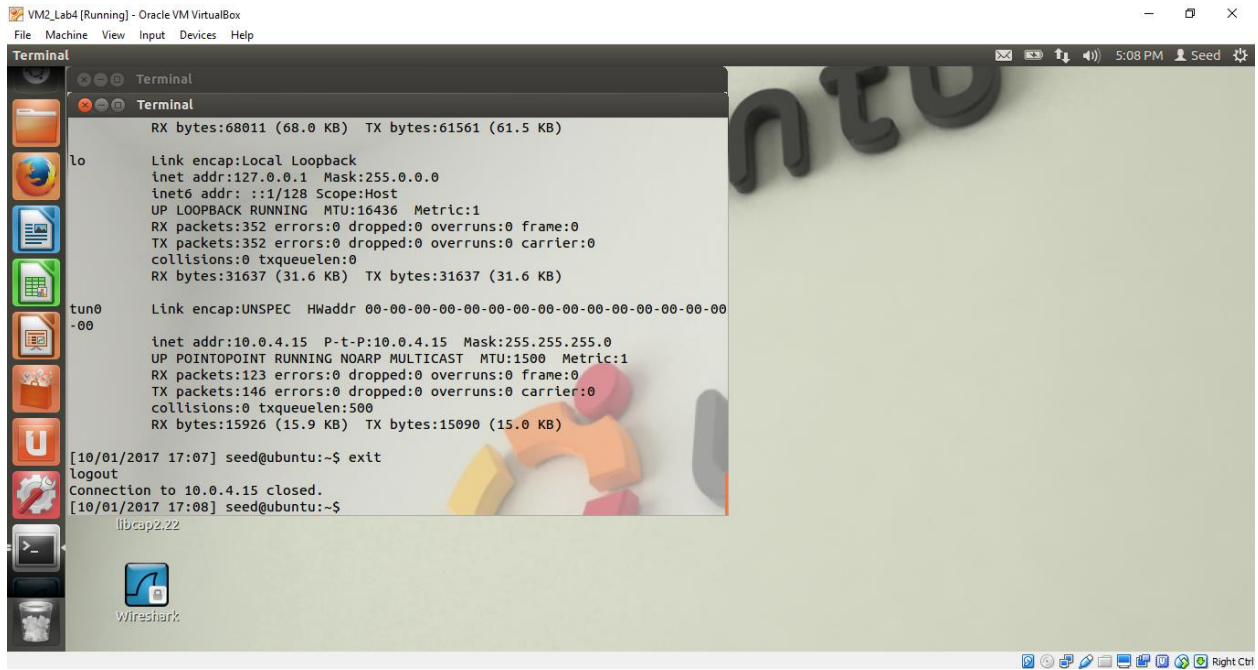 VM2_Lab4 [Running] - Oracle VM VirtualBox
File Machine View Input Devices Help
Terminal
5:08 PM Seed
Terminal
Terminal
RX bytes:68011 (68.0 KB) TX bytes:61561 (61.5 KB)
lo Link encap:Local Loopback
inet addr:127.0.0.1 Mask:255.0.0.0
inet6 addr: ::1/128 Scope:Host
UP LOOPBACK RUNNING MTU:16436 Metric:1
RX packets:352 errors:0 dropped:0 overruns:0 frame:0
TX packets:352 errors:0 dropped:0 overruns:0 carrier:0
collisions:0 txqueuelen:0
RX bytes:31637 (31.6 KB) TX bytes:31637 (31.6 KB)
tun0 Link encap:UNSPEC HWaddr 00-00-00-00-00-00-00-00-00-00-00-00-00-00-00
-00
inet addr:10.0.4.15 P-t-P:10.0.4.15 Mask:255.255.255.0
UP POINTOPOINT RUNNING NOARP MULTICAST MTU:1500 Metric:1
RX packets:123 errors:0 dropped:0 overruns:0 frame:0
TX packets:146 errors:0 dropped:0 overruns:0 carrier:0
collisions:0 txqueuelen:500
RX bytes:15926 (15.9 KB) TX bytes:15090 (15.0 KB)
[10/01/2017 17:07] seed@ubuntu:~$ exit
logout
Connection to 10.0.4.15 closed.
[10/01/2017 17:08] seed@ubuntu:~$
libcap2.22
Wireshark
Right Ctrl